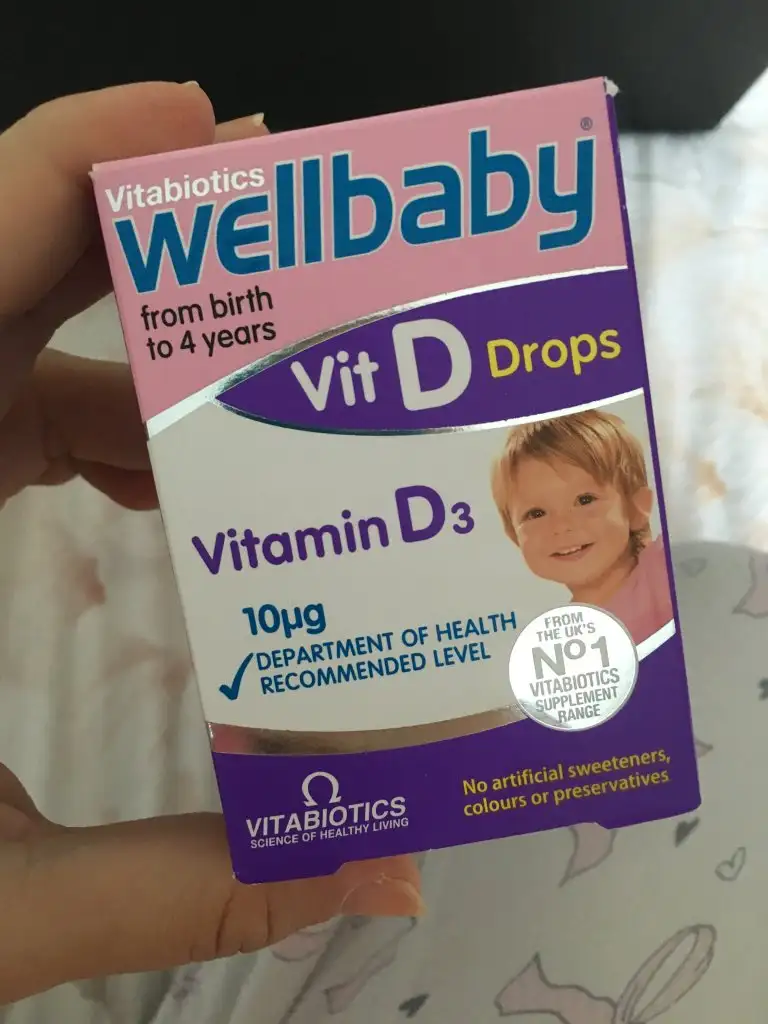 Vitabiotics
wellbaby®
from birth
to 4 years
Vit D Drops
Vitamin D3
10µg
DEPARTMENT OF HEALTH
RECOMMENDED LEVEL
FROM
THE UK'S
Nº1
VITABIOTICS
SUPPLEMENT
RANGE
No artificial sweeteners,
colours or preservatives
VITABIOTICS
SCIENCE OF HEALTHY LIVING